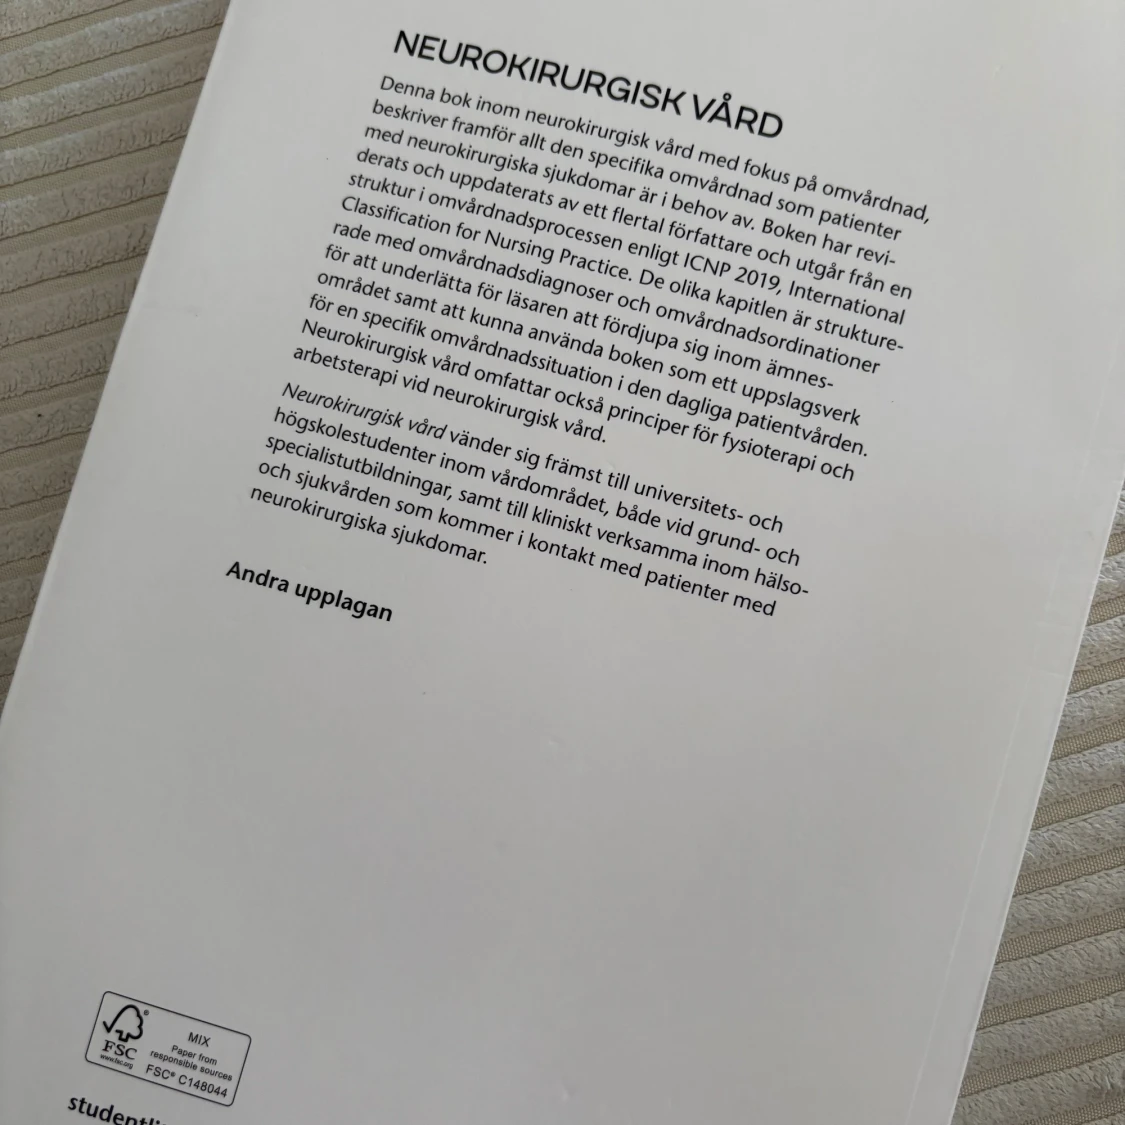 NEUROKIRURGISK VÅRD
Denna bok inom neurokirurgisk vård med fokus på omvårdnad,
beskriver framför allt den specifika omvårdnad som patienter
med neurokirurgiska sjukdomar är i behov av. Boken har revi-
derats och uppdaterats av ett flertal författare och utgår från en
struktur i omvårdnadsprocessen enligt ICNP 2019, International
Classification for Nursing Practice. De olika kapitlen är strukture-
rade med omvårdnadsdiagnoser och omvårdnadsordinationer
för att underlätta för läsaren att fördjupa sig inom ämnes-
området samt att kunna använda boken som ett uppslagsverk
för en specifik omvårdnadssituation i den dagliga patientvården.
Neurokirurgisk vård omfattar också principer för fysioterapi och
arbetsterapi vid neurokirurgisk vård.
Neurokirurgisk vård vänder sig främst till universitets- och
högskolestudenter inom vårdområdet, både vid grund- och
specialistutbildningar, samt till kliniskt verksamma inom hälso-
och sjukvården som kommer i kontakt med patienter med
neurokirurgiska sjukdomar.
Andra upplagan
FSC
www.fsc.org
MIX
Paper from
responsible sources
FSC® C148044